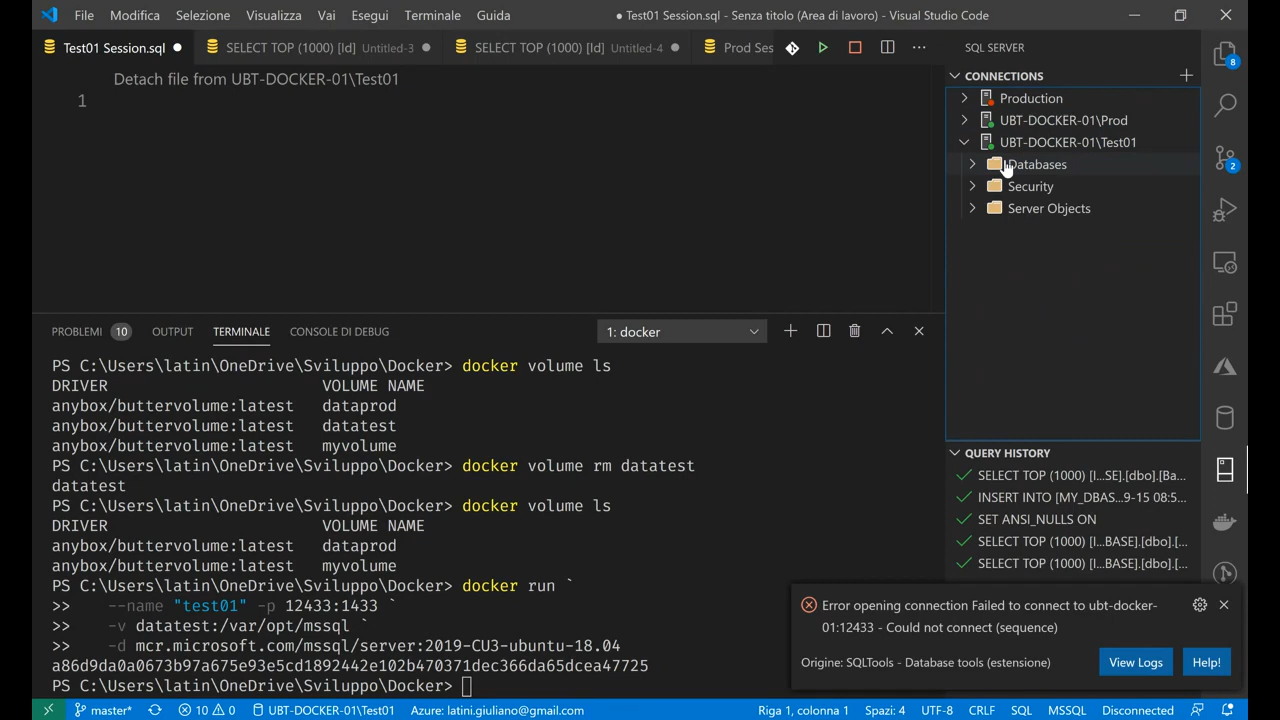 File Modifica Selezione Visualizza Vai Esegui Terminale Guida ● Test01 Session.sql - Senza titolo (Area di lavoro) - Visual Studio Code
Test01 Session.sql ● SELECT TOP (1000) [Id] Untitled-3 ● SELECT TOP (1000) [Id] Untitled-4 ● Prod Ses
Detach file from UBT-DOCKER-01\Test01
1
SQL SERVER
CONNECTIONS
Production
UBT-DOCKER-01\Prod
UBT-DOCKER-01\Test01
Databases
Security
Server Objects
PROBLEMI 10 OUTPUT TERMINALE CONSOLE DI DEBUG 1: docker
PS C:\Users\latin\OneDrive\Sviluppo\Docker> docker volume ls
DRIVER VOLUME NAME
anybox/buttervolume:latest dataprod
anybox/buttervolume:latest datatest
anybox/buttervolume:latest myvolume
PS C:\Users\latin\OneDrive\Sviluppo\Docker> docker volume rm datatest
datatest
PS C:\Users\latin\OneDrive\Sviluppo\Docker> docker volume ls
DRIVER VOLUME NAME
anybox/buttervolume:latest dataprod
anybox/buttervolume:latest myvolume
PS C:\Users\latin\OneDrive\Sviluppo\Docker> docker run `
>> --name "test01" -p 12433:1433 `
>> -v datatest:/var/opt/mssql `
>> -d mcr.microsoft.com/mssql/server:2019-CU3-ubuntu-18.04
a86d9da0a0673b97a675e93e5cd1892442e102b470371dec366da65dcea47725
PS C:\Users\latin\OneDrive\Sviluppo\Docker>
QUERY HISTORY
SELECT TOP (1000) [I...SE].[dbo].[Ba...
INSERT INTO [MY_DBAS...9-15 08:5...
SET ANSI_NULLS ON
SELECT TOP (1000) [I...BASE].[dbo].[...
SELECT TOP (1000) [I...BASE].[dbo].[...
Error opening connection Failed to connect to ubt-docker-
01:12433 - Could not connect (sequence)
Origine: SQLTools - Database tools (estensione) View Logs Help!
8
2
master* 10 0 UBT-DOCKER-01\Test01 Azure: latini.giuliano@gmail.com Riga 1, colonna 1 Spazi: 4 UTF-8 CRLF SQL MSSQL Disconnected